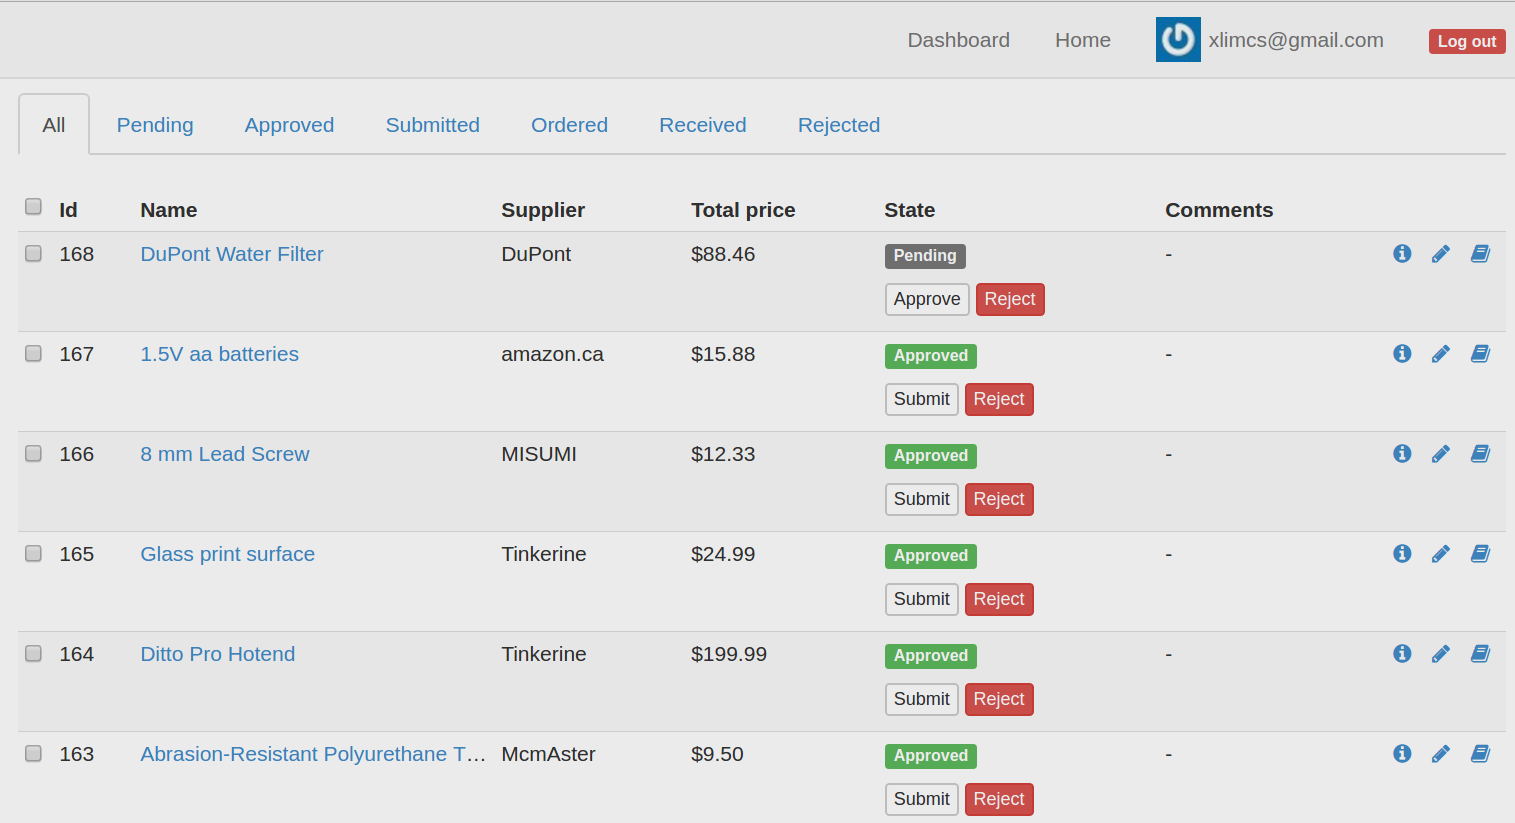 Dashboard Home xlimcs@gmail.com Log out
All Pending Approved Submitted Ordered Received Rejected
Id Name Supplier Total price State Comments
168 DuPont Water Filter DuPont $88.46 Pending -
Approve Reject
167 1.5V aa batteries amazon.ca $15.88 Approved -
Submit Reject
166 8 mm Lead Screw MISUMI $12.33 Approved -
Submit Reject
165 Glass print surface Tinkerine $24.99 Approved -
Submit Reject
164 Ditto Pro Hotend Tinkerine $199.99 Approved -
Submit Reject
163 Abrasion-Resistant Polyurethane T… McmAster $9.50 Approved -
Submit Reject